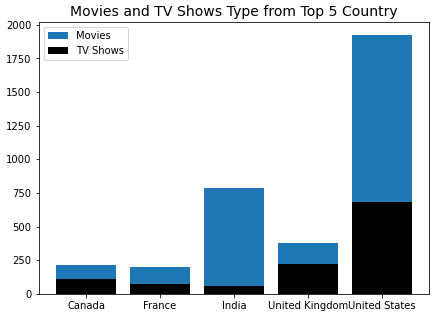 Movies and TV Shows Type from Top 5 Country
Movies
TV Shows
2000
1750
1500
1250
1000
750
500
250
0
Canada France India United Kingdom United States